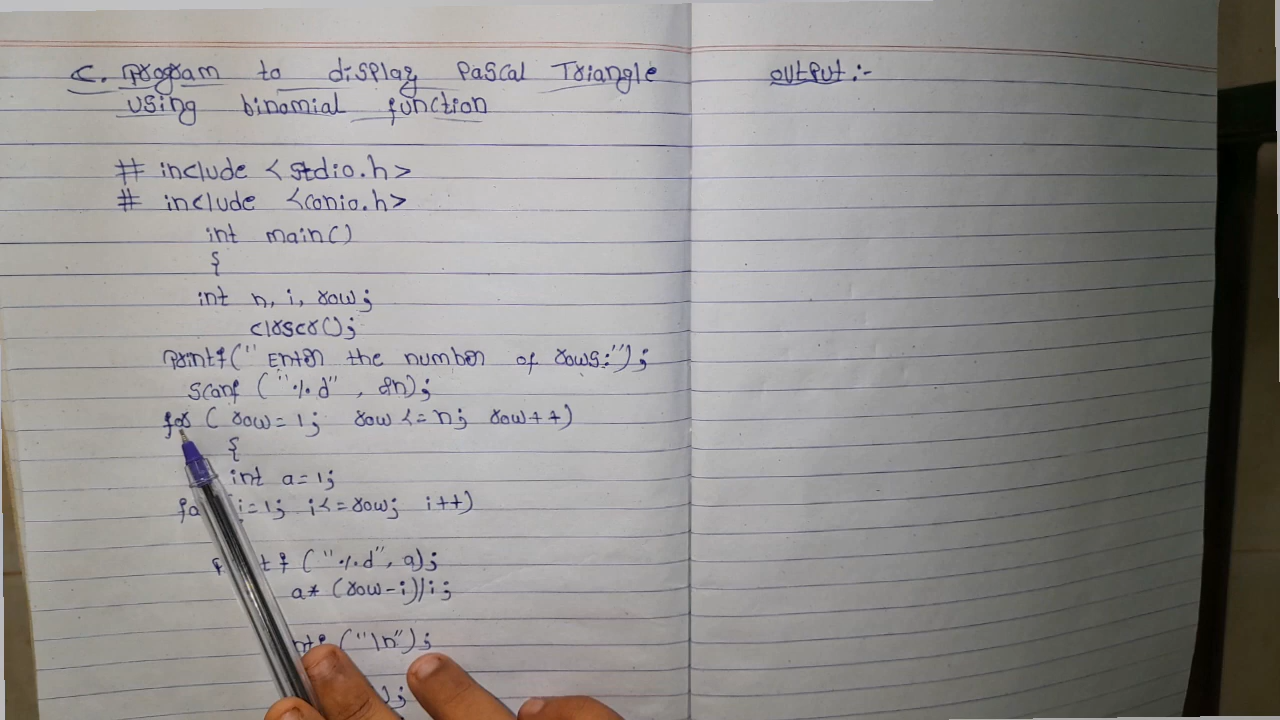 C. Program to display Pascal Triangle
using binomial function
output :-
# include <stdio.h>
# include <conio.h>
int main()
{
int n, i, row;
clrscr();
printf(" Enter the number of rows:");
scanf ("%d" , &n);
for ( row = 1; row <= n; row++)
{
int a=1;
i=1; i<=row; i++)
("%d", a);
a* (row-i)/i;
("\n");